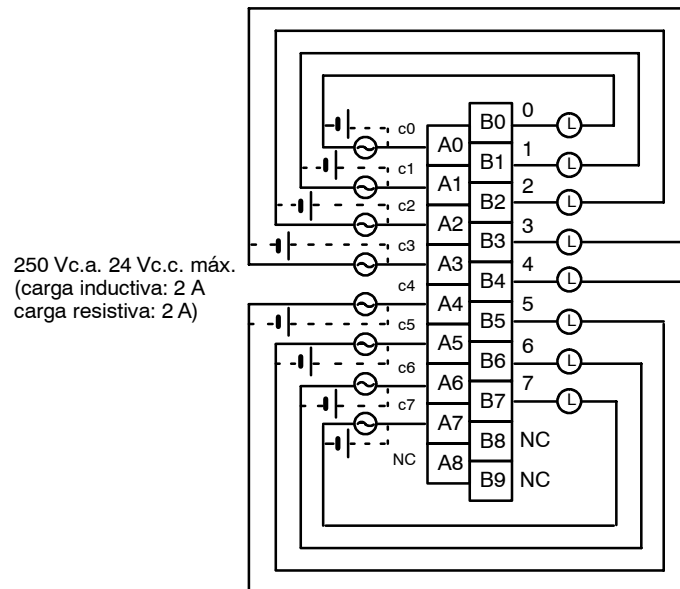 250 Vc.a. 24 Vc.c. máx.
(carga inductiva: 2 A
carga resistiva: 2 A)
c0
c1
c2
c3
c4
c5
c6
c7
NC
A0
A1
A2
A3
A4
A5
A6
A7
A8
B0
B1
B2
B3
B4
B5
B6
B7
B8
B9
0
1
2
3
4
5
6
7
NC
NC
L
L
L
L
L
L
L
L